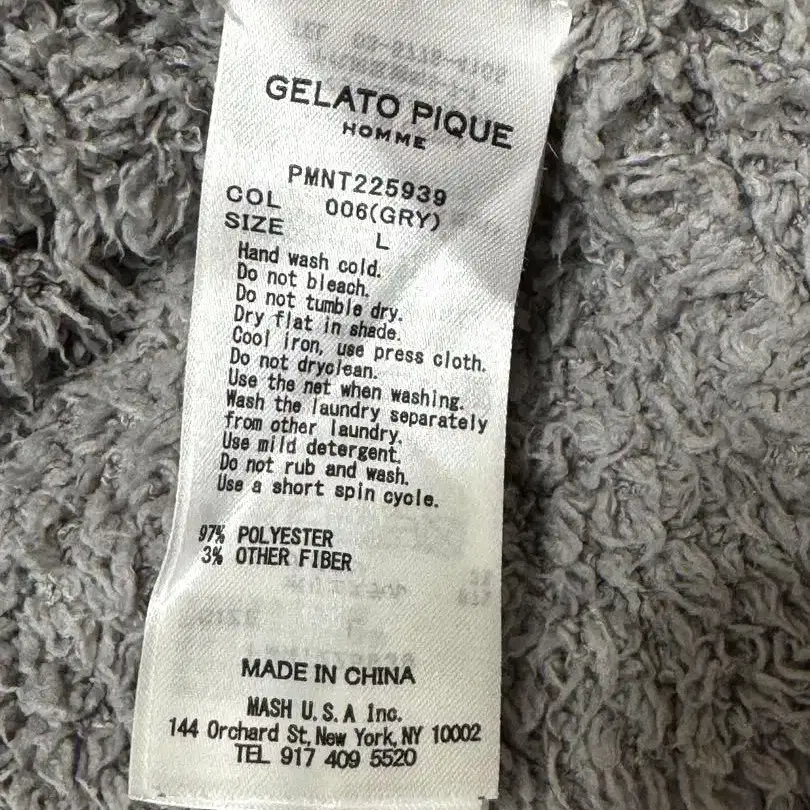 GELATO PIQUE
HOMME
PMNT225939
COL 006(GRY)
SIZE L
Hand wash cold.
Do not bleach.
Do not tumble dry.
Dry flat in shade.
Cool iron, use press cloth.
Do not dryclean.
Use the net when washing.
Wash the laundry separately
from other laundry.
Use mild detergent.
Do not rub and wash.
Use a short spin cycle.
97% POLYESTER
3% OTHER FIBER
MADE IN CHINA
MASH U.S.A Inc.
144 Orchard St,New York,NY 10002
TEL 917 409 5520